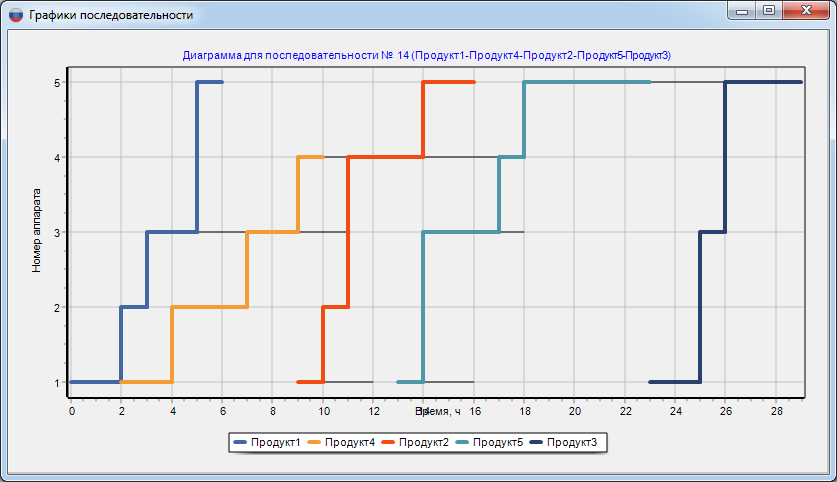 Графики последовательности
Диаграмма для последовательности № 14 (Продукт1-Продукт4-Продукт2-Продукт5-Продукт3)
Номер аппарата
5
4
3
2
1
0 2 4 6 8 10 12 14 16 18 20 22 24 26 28
Время, ч
Продукт1 Продукт4 Продукт2 Продукт5 Продукт3